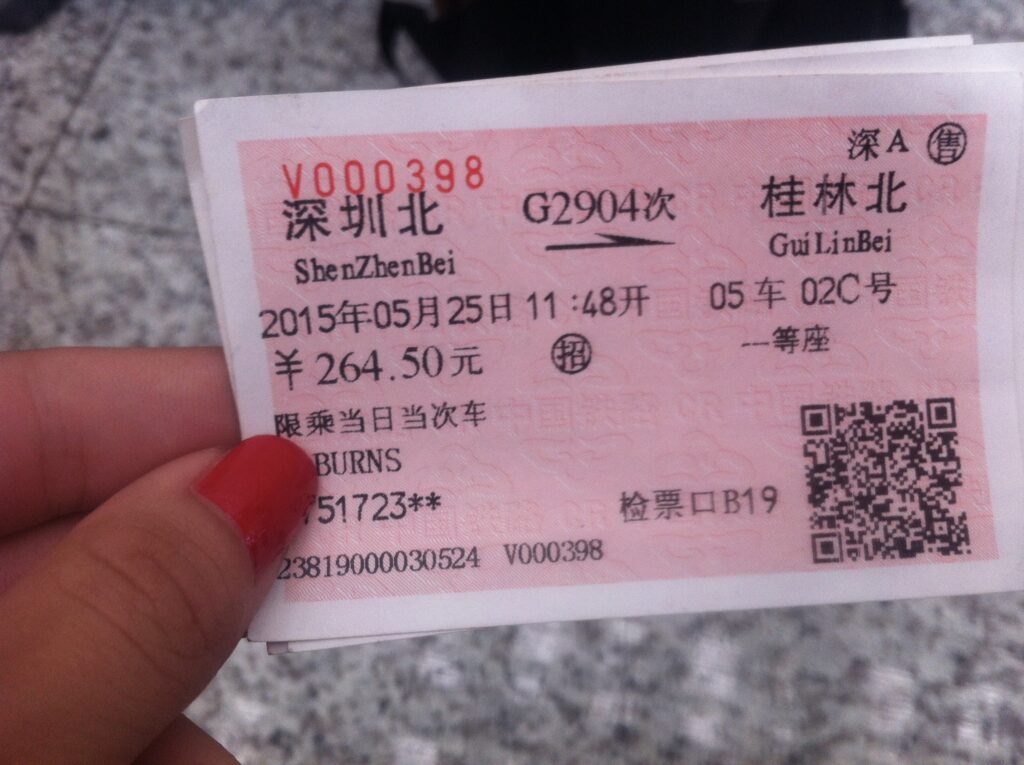 深A 售
V000398
深圳北 G2904次 桂林北
ShenZhenBei GuiLinBei
2015年05月25日 11:48开 05车 02C号
¥264.50元 招 一等座
限乘当日当次车
BURNS
751723** 检票口B19
23819000030524 V000398